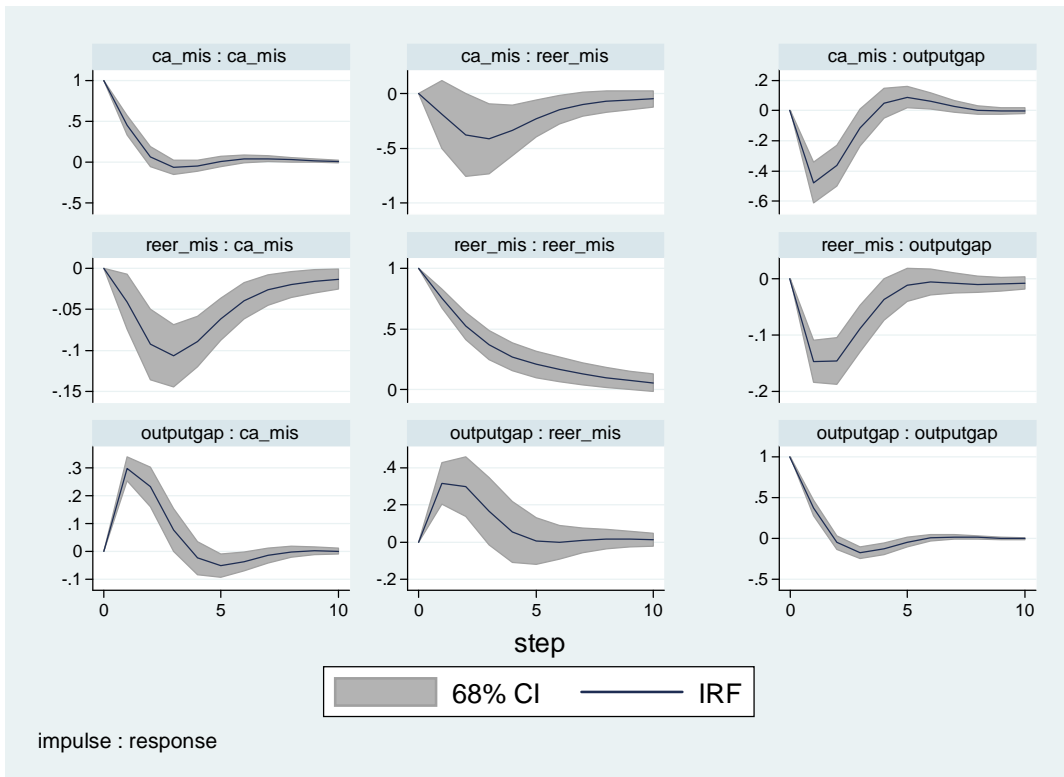 ca_mis : ca_mis
ca_mis : reer_mis
ca_mis : outputgap
1
.5
0
-.5
0
-.5
-1
.2
0
-.2
-.4
-.6
reer_mis : ca_mis
reer_mis : reer_mis
reer_mis : outputgap
0
-.05
-.1
-.15
1
.5
0
0
-.1
-.2
outputgap : ca_mis
outputgap : reer_mis
outputgap : outputgap
.3
.2
.1
0
-.1
.4
.2
0
-.2
1
.5
0
-.5
0 5 10
0 5 10
0 5 10
step
68% CI IRF
impulse : response